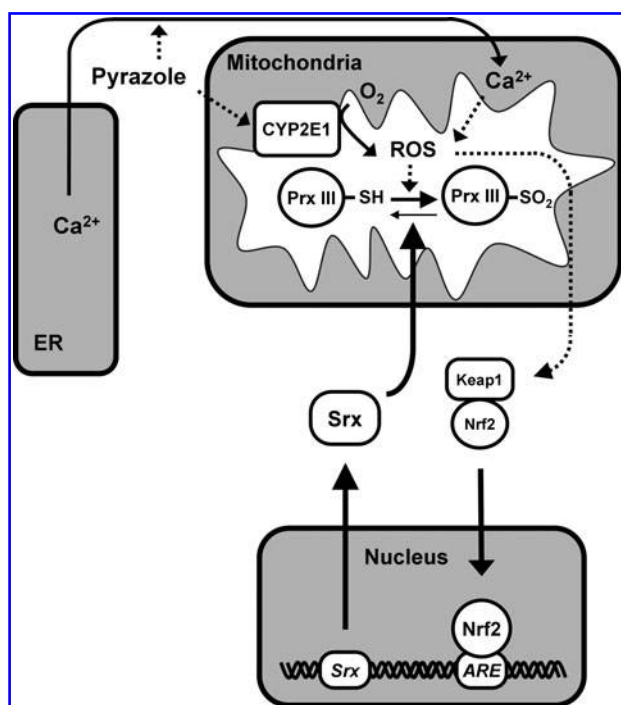 Pyrazole
Mitochondria
O₂
Ca²⁺
CYP2E1
ROS
Prx III
SH
Prx III
SO₂
Ca²⁺
ER
Keap1
Nrf2
Srx
Nucleus
Nrf2
Srx
ARE